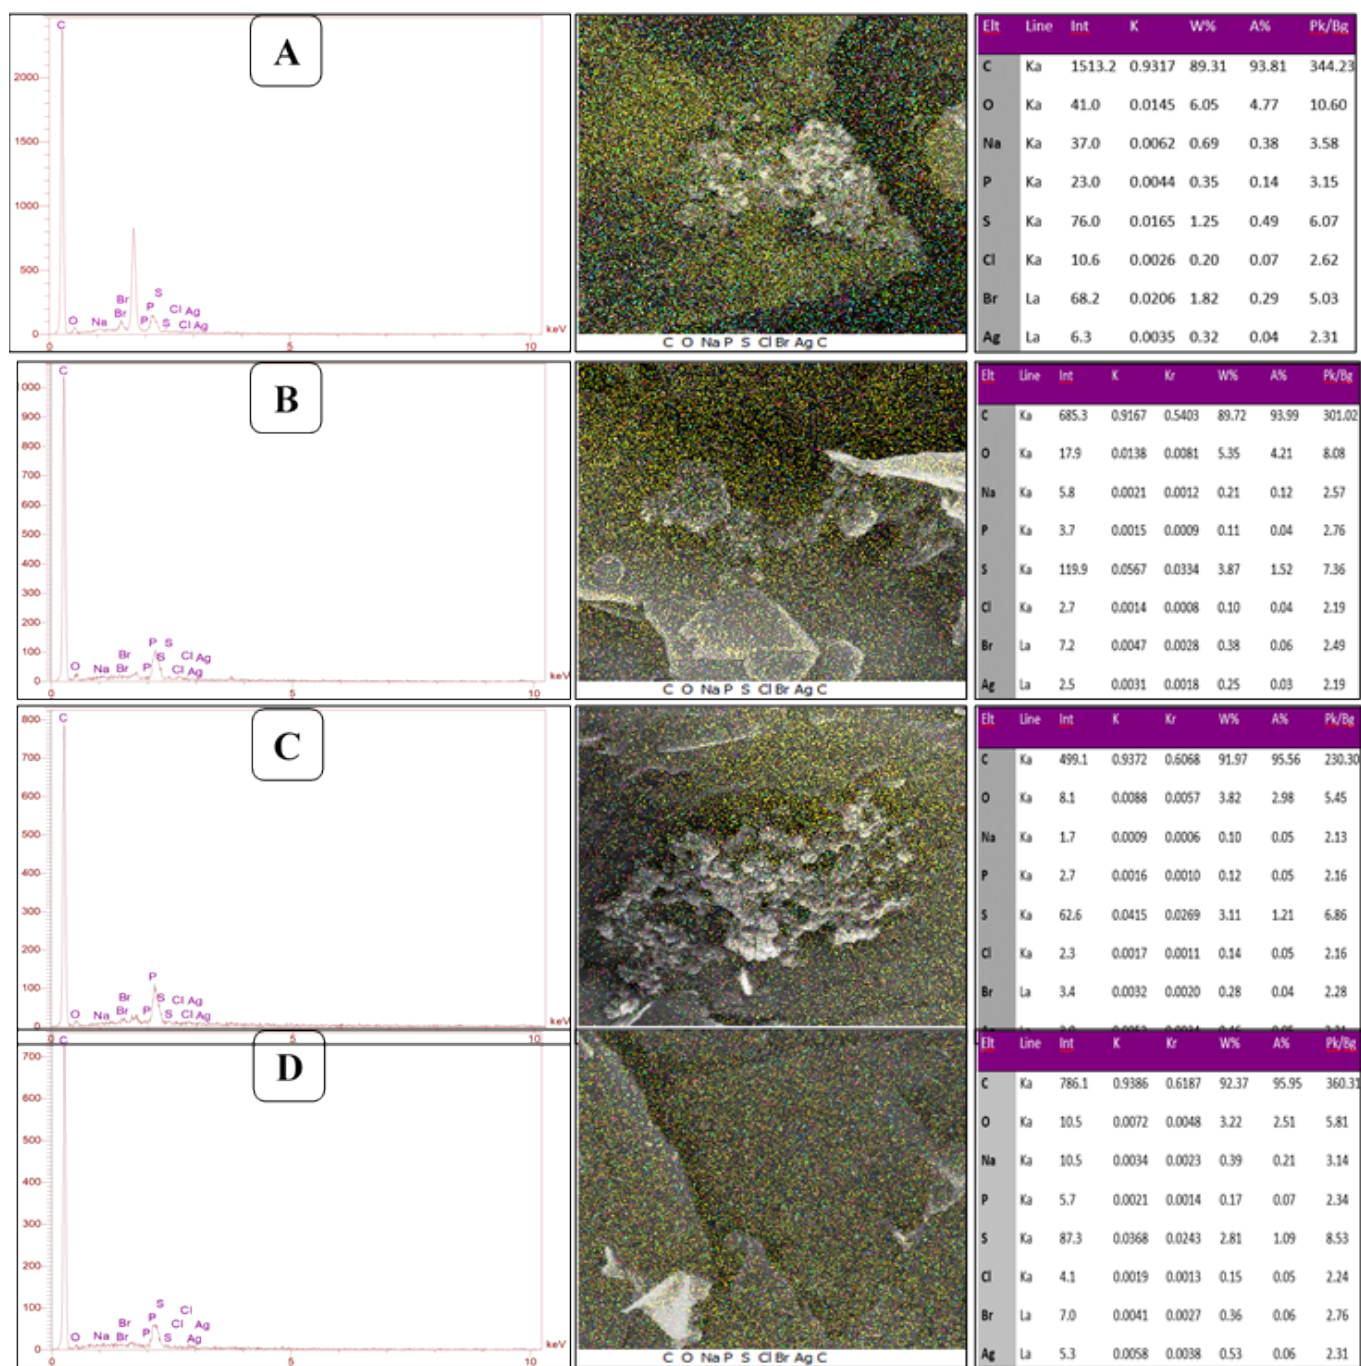 A
C
2000
1500
1000
500
0
O Na Br Br P P S S Cl Ag Cl Ag
0 5 10 keV
C O Na P S Cl Br Ag C
Elt Line Int K W% A% Pk/Bg
C Ka 1513.2 0.9317 89.31 93.81 344.23
O Ka 41.0 0.0145 6.05 4.77 10.60
Na Ka 37.0 0.0062 0.69 0.38 3.58
P Ka 23.0 0.0044 0.35 0.14 3.15
S Ka 76.0 0.0165 1.25 0.49 6.07
Cl Ka 10.6 0.0026 0.20 0.07 2.62
Br La 68.2 0.0206 1.82 0.29 5.03
Ag La 6.3 0.0035 0.32 0.04 2.31
B
C
1000
900
800
700
600
500
400
300
200
100
0
O Na Br Br P P S S Cl Ag Cl Ag
0 5 10 keV
C O Na P S Cl Br Ag C
Elt Line Int K Kr W% A% Pk/Bg
C Ka 685.3 0.9167 0.5403 89.72 93.99 301.02
O Ka 17.9 0.0138 0.0081 5.35 4.21 8.08
Na Ka 5.8 0.0021 0.0012 0.21 0.12 2.57
P Ka 3.7 0.0015 0.0009 0.11 0.04 2.76
S Ka 119.9 0.0567 0.0334 3.87 1.52 7.36
Cl Ka 2.7 0.0014 0.0008 0.10 0.04 2.19
Br La 7.2 0.0047 0.0028 0.38 0.06 2.49
Ag La 2.5 0.0031 0.0018 0.25 0.03 2.19
C
C
800
700
600
500
400
300
200
100
0
O Na Br Br P P S S Cl Ag Cl Ag
0 5 10 keV
Elt Line Int K Kr W% A% Pk/Bg
C Ka 499.1 0.9372 0.6068 91.97 95.56 230.30
O Ka 8.1 0.0088 0.0057 3.82 2.98 5.45
Na Ka 1.7 0.0009 0.0006 0.10 0.05 2.13
P Ka 2.7 0.0016 0.0010 0.12 0.05 2.16
S Ka 62.6 0.0415 0.0269 3.11 1.21 6.86
Cl Ka 2.3 0.0017 0.0011 0.14 0.05 2.16
Br La 3.4 0.0032 0.0020 0.28 0.04 2.28
D
C
700
600
500
400
300
200
100
0
O Na Br Br P P S S Cl Cl Ag Ag
0 5 10 keV
C O Na P S Cl Br Ag C
Elt Line Int K Kr W% A% Pk/Bg
C Ka 786.1 0.9386 0.6187 92.37 95.95 360.31
O Ka 10.5 0.0072 0.0048 3.22 2.51 5.81
Na Ka 10.5 0.0034 0.0023 0.39 0.21 3.14
P Ka 5.7 0.0021 0.0014 0.17 0.07 2.34
S Ka 87.3 0.0368 0.0243 2.81 1.09 8.53
Cl Ka 4.1 0.0019 0.0013 0.15 0.05 2.24
Br La 7.0 0.0041 0.0027 0.36 0.06 2.76
Ag La 5.3 0.0058 0.0038 0.53 0.06 2.31